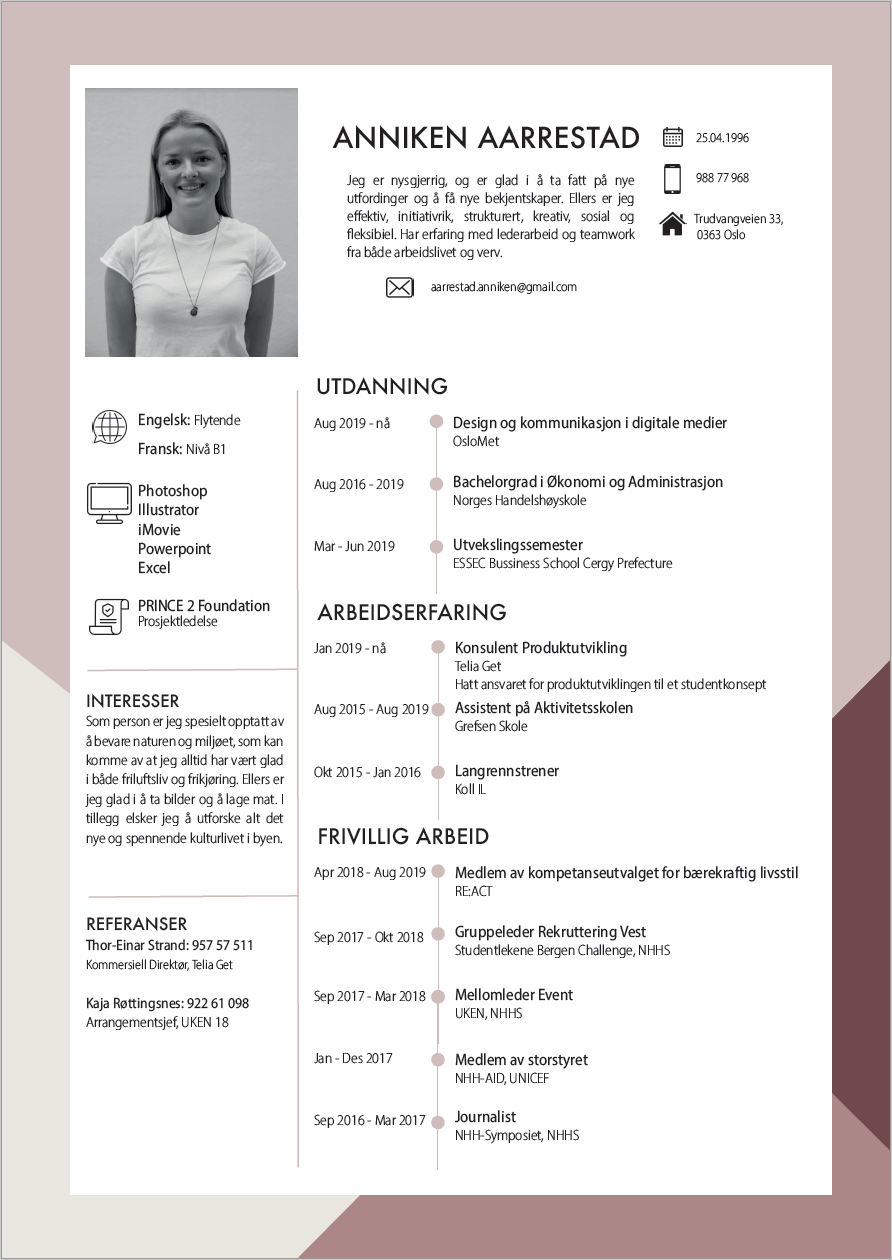 ANNIKEN AARRESTAD
Jeg er nysgjerrig, og er glad i å ta fatt på nye
utfordinger og å få nye bekjentskaper. Ellers er jeg
effektiv, initiativrik, strukturert, kreativ, sosial og
fleksibiel. Har erfaring med lederarbeid og teamwork
fra både arbeidslivet og verv.
aarrestad.anniken@gmail.com
25.04.1996
988 77 968
Trudvangveien 33,
0363 Oslo
Engelsk: Flytende
Fransk: Nivå B1
Photoshop
Illustrator
iMovie
Powerpoint
Excel
PRINCE 2 Foundation
Prosjektledelse
INTERESSER
Som person er jeg spesielt opptatt av
å bevare naturen og miljøet, som kan
komme av at jeg alltid har vært glad
i både friluftsliv og frikjøring. Ellers er
jeg glad i å ta bilder og å lage mat. I
tillegg elsker jeg å utforske alt det
nye og spennende kulturlivet i byen.
REFERANSER
Thor-Einar Strand: 957 57 511
Kommersiell Direktør, Telia Get
Kaja Røttingsnes: 922 61 098
Arrangementsjef, UKEN 18
UTDANNING
Aug 2019 - nå
Design og kommunikasjon i digitale medier
OsloMet
Aug 2016 - 2019
Bachelorgrad i Økonomi og Administrasjon
Norges Handelshøyskole
Mar - Jun 2019
Utvekslingssemester
ESSEC Bussiness School Cergy Prefecture
ARBEIDSERFARING
Jan 2019 - nå
Konsulent Produktutvikling
Telia Get
Hatt ansvaret for produktutviklingen til et studentkonsept
Aug 2015 - Aug 2019
Assistent på Aktivitetsskolen
Grefsen Skole
Okt 2015 - Jan 2016
Langrennstrener
Koll IL
FRIVILLIG ARBEID
Apr 2018 - Aug 2019
Medlem av kompetanseutvalget for bærekraftig livsstil
RE:ACT
Sep 2017 - Okt 2018
Gruppeleder Rekruttering Vest
Studentlekene Bergen Challenge, NHHS
Sep 2017 - Mar 2018
Mellomleder Event
UKEN, NHHS
Jan - Des 2017
Medlem av storstyret
NHH-AID, UNICEF
Sep 2016 - Mar 2017
Journalist
NHH-Symposiet, NHHS